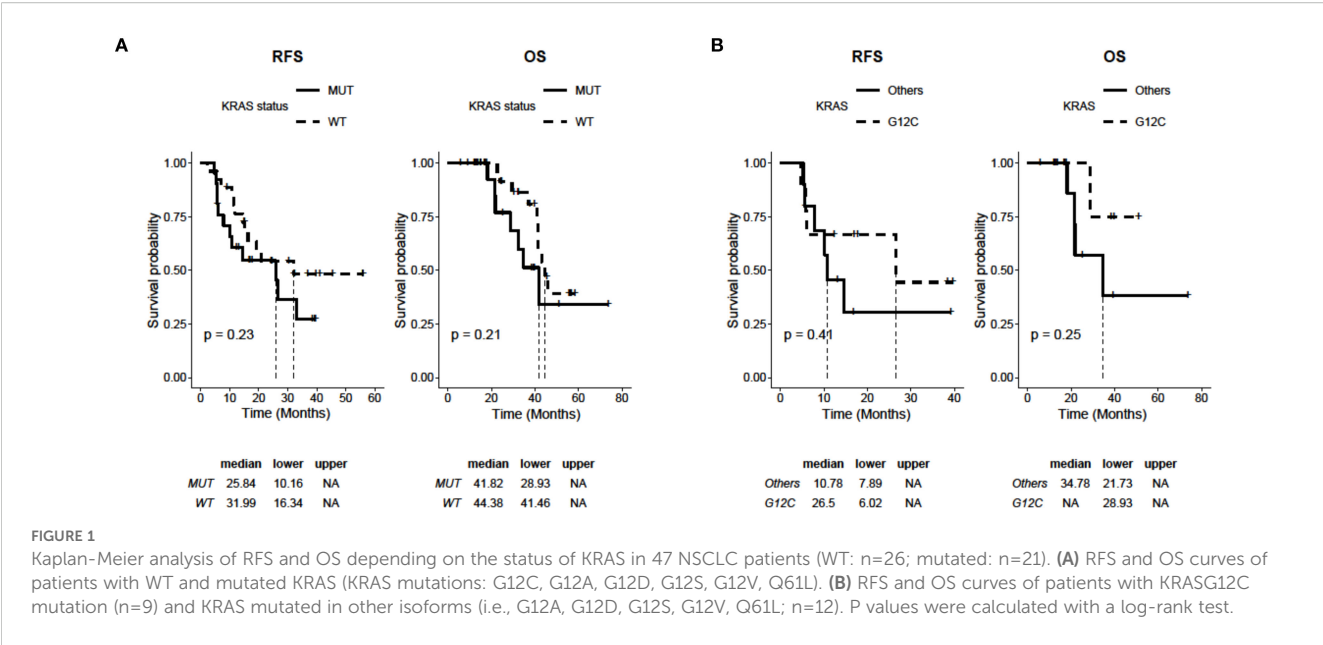 A
RFS
KRAS status
MUT
WT
Survival probability
1.00
0.75
0.50
0.25
0.00
p = 0.23
0 10 20 30 40 50 60
Time (Months)
median lower upper
MUT 25.84 10.16 NA
WT 31.99 16.34 NA
OS
KRAS status
MUT
WT
Survival probability
1.00
0.75
0.50
0.25
0.00
p = 0.21
0 20 40 60 80
Time (Months)
median lower upper
MUT 41.82 28.93 NA
WT 44.38 41.46 NA
B
RFS
KRAS
Others
G12C
Survival probability
1.00
0.75
0.50
0.25
0.00
p = 0.41
0 10 20 30 40
Time (Months)
median lower upper
Others 10.78 7.89 NA
G12C 26.5 6.02 NA
OS
KRAS
Others
G12C
Survival probability
1.00
0.75
0.50
0.25
0.00
p = 0.25
0 20 40 60 80
Time (Months)
median lower upper
Others 34.78 21.73 NA
G12C NA 28.93 NA
FIGURE 1
Kaplan-Meier analysis of RFS and OS depending on the status of KRAS in 47 NSCLC patients (WT: n=26; mutated: n=21). (A) RFS and OS curves of
patients with WT and mutated KRAS (KRAS mutations: G12C, G12A, G12D, G12S, G12V, Q61L). (B) RFS and OS curves of patients with KRASG12C
mutation (n=9) and KRAS mutated in other isoforms (i.e., G12A, G12D, G12S, G12V, Q61L; n=12). P values were calculated with a log-rank test.